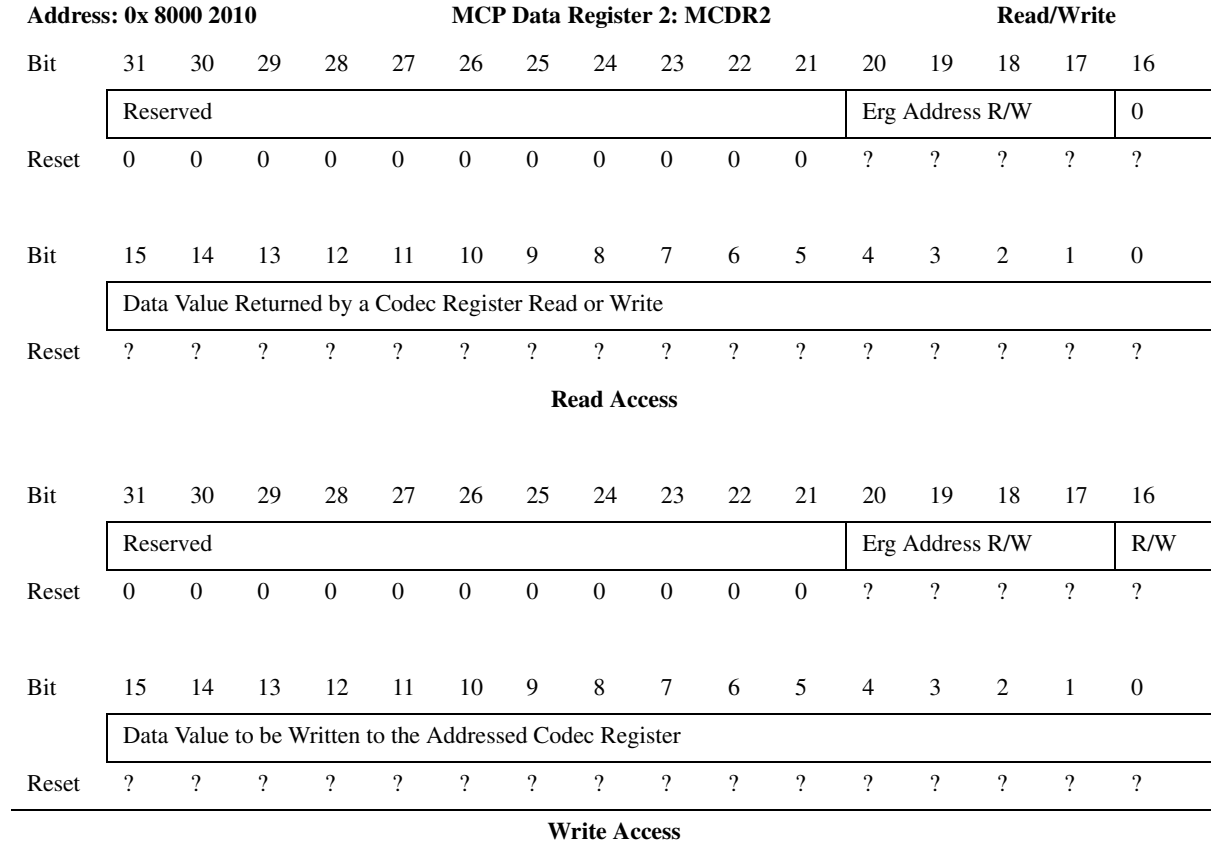 Address: 0x 8000 2010 MCP Data Register 2: MCDR2 Read/Write
Bit 31 30 29 28 27 26 25 24 23 22 21 20 19 18 17 16
Reserved Erg Address R/W 0
Reset 0 0 0 0 0 0 0 0 0 0 0 ? ? ? ? ?
Bit 15 14 13 12 11 10 9 8 7 6 5 4 3 2 1 0
Data Value Returned by a Codec Register Read or Write
Reset ? ? ? ? ? ? ? ? ? ? ? ? ? ? ? ?
Read Access
Bit 31 30 29 28 27 26 25 24 23 22 21 20 19 18 17 16
Reserved Erg Address R/W R/W
Reset 0 0 0 0 0 0 0 0 0 0 0 ? ? ? ? ?
Bit 15 14 13 12 11 10 9 8 7 6 5 4 3 2 1 0
Data Value to be Written to the Addressed Codec Register
Reset ? ? ? ? ? ? ? ? ? ? ? ? ? ? ? ?
Write Access